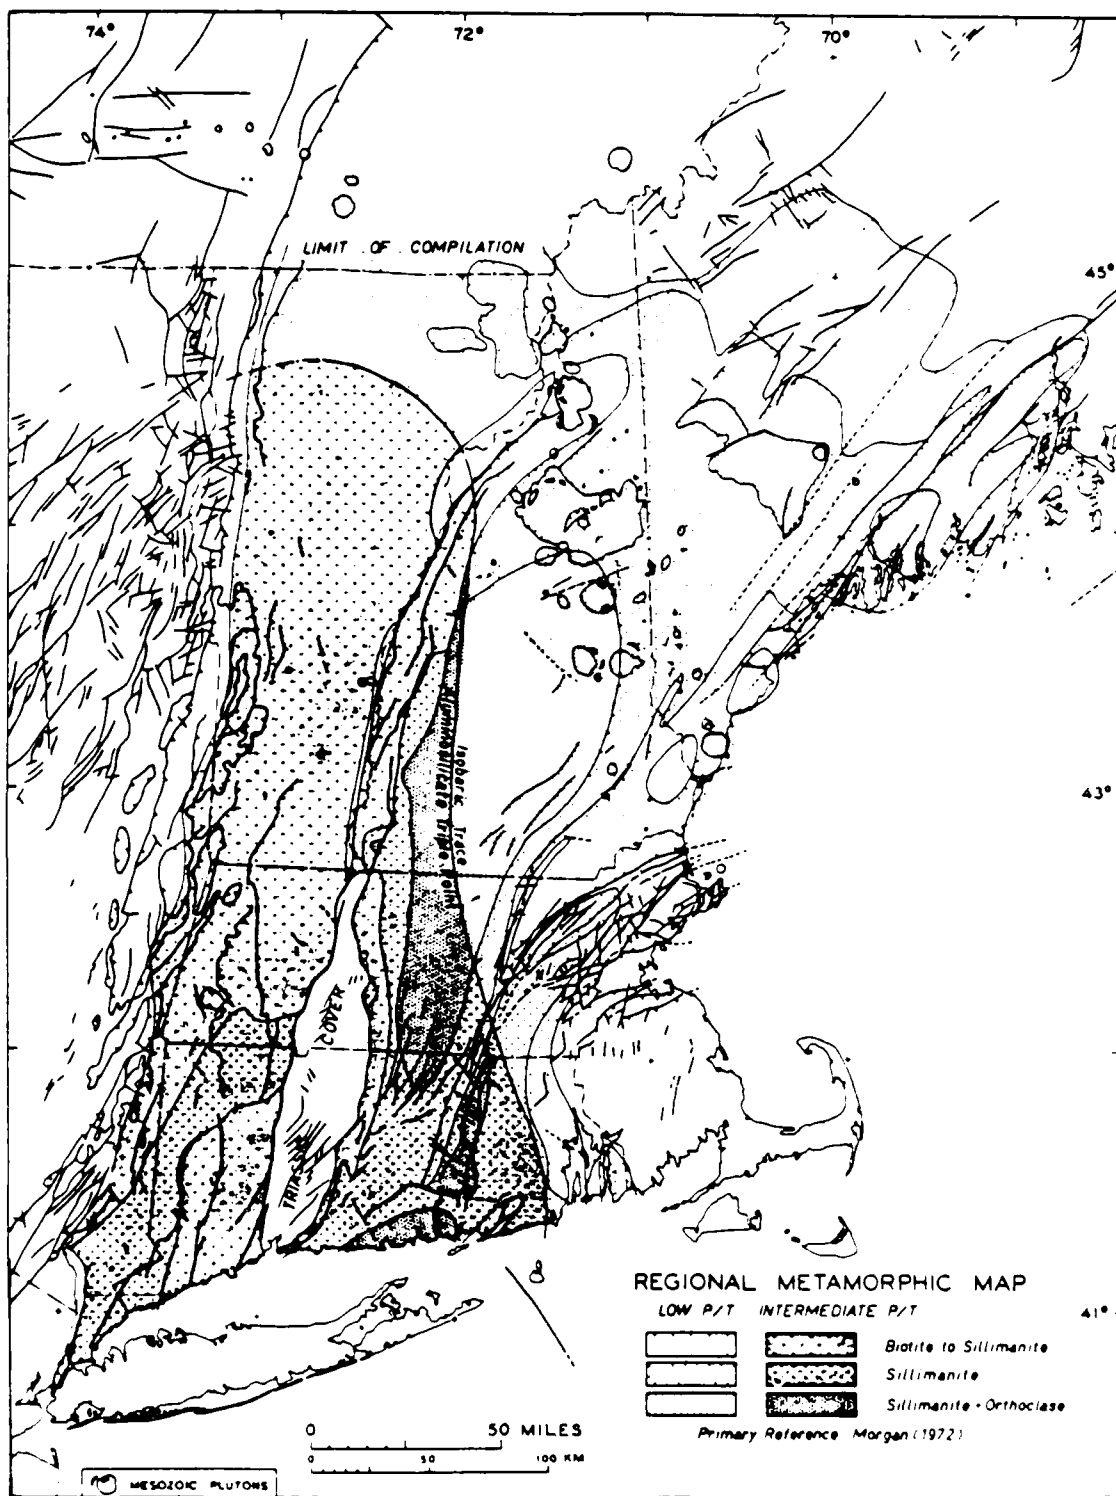 74°
72°
70°
LIMIT OF COMPILATION
45°
Isobaric Trace
Aluminosilicate Triple Point
43°
COVER
TRIASSIC
REGIONAL METAMORPHIC MAP
LOW P/T INTERMEDIATE P/T
41°
Biotite to Sillimanite
Sillimanite
Sillimanite - Orthoclase
Primary Reference Morgan (1972)
0 50 MILES
0 50 100 KM
MESOZOIC PLUTONS